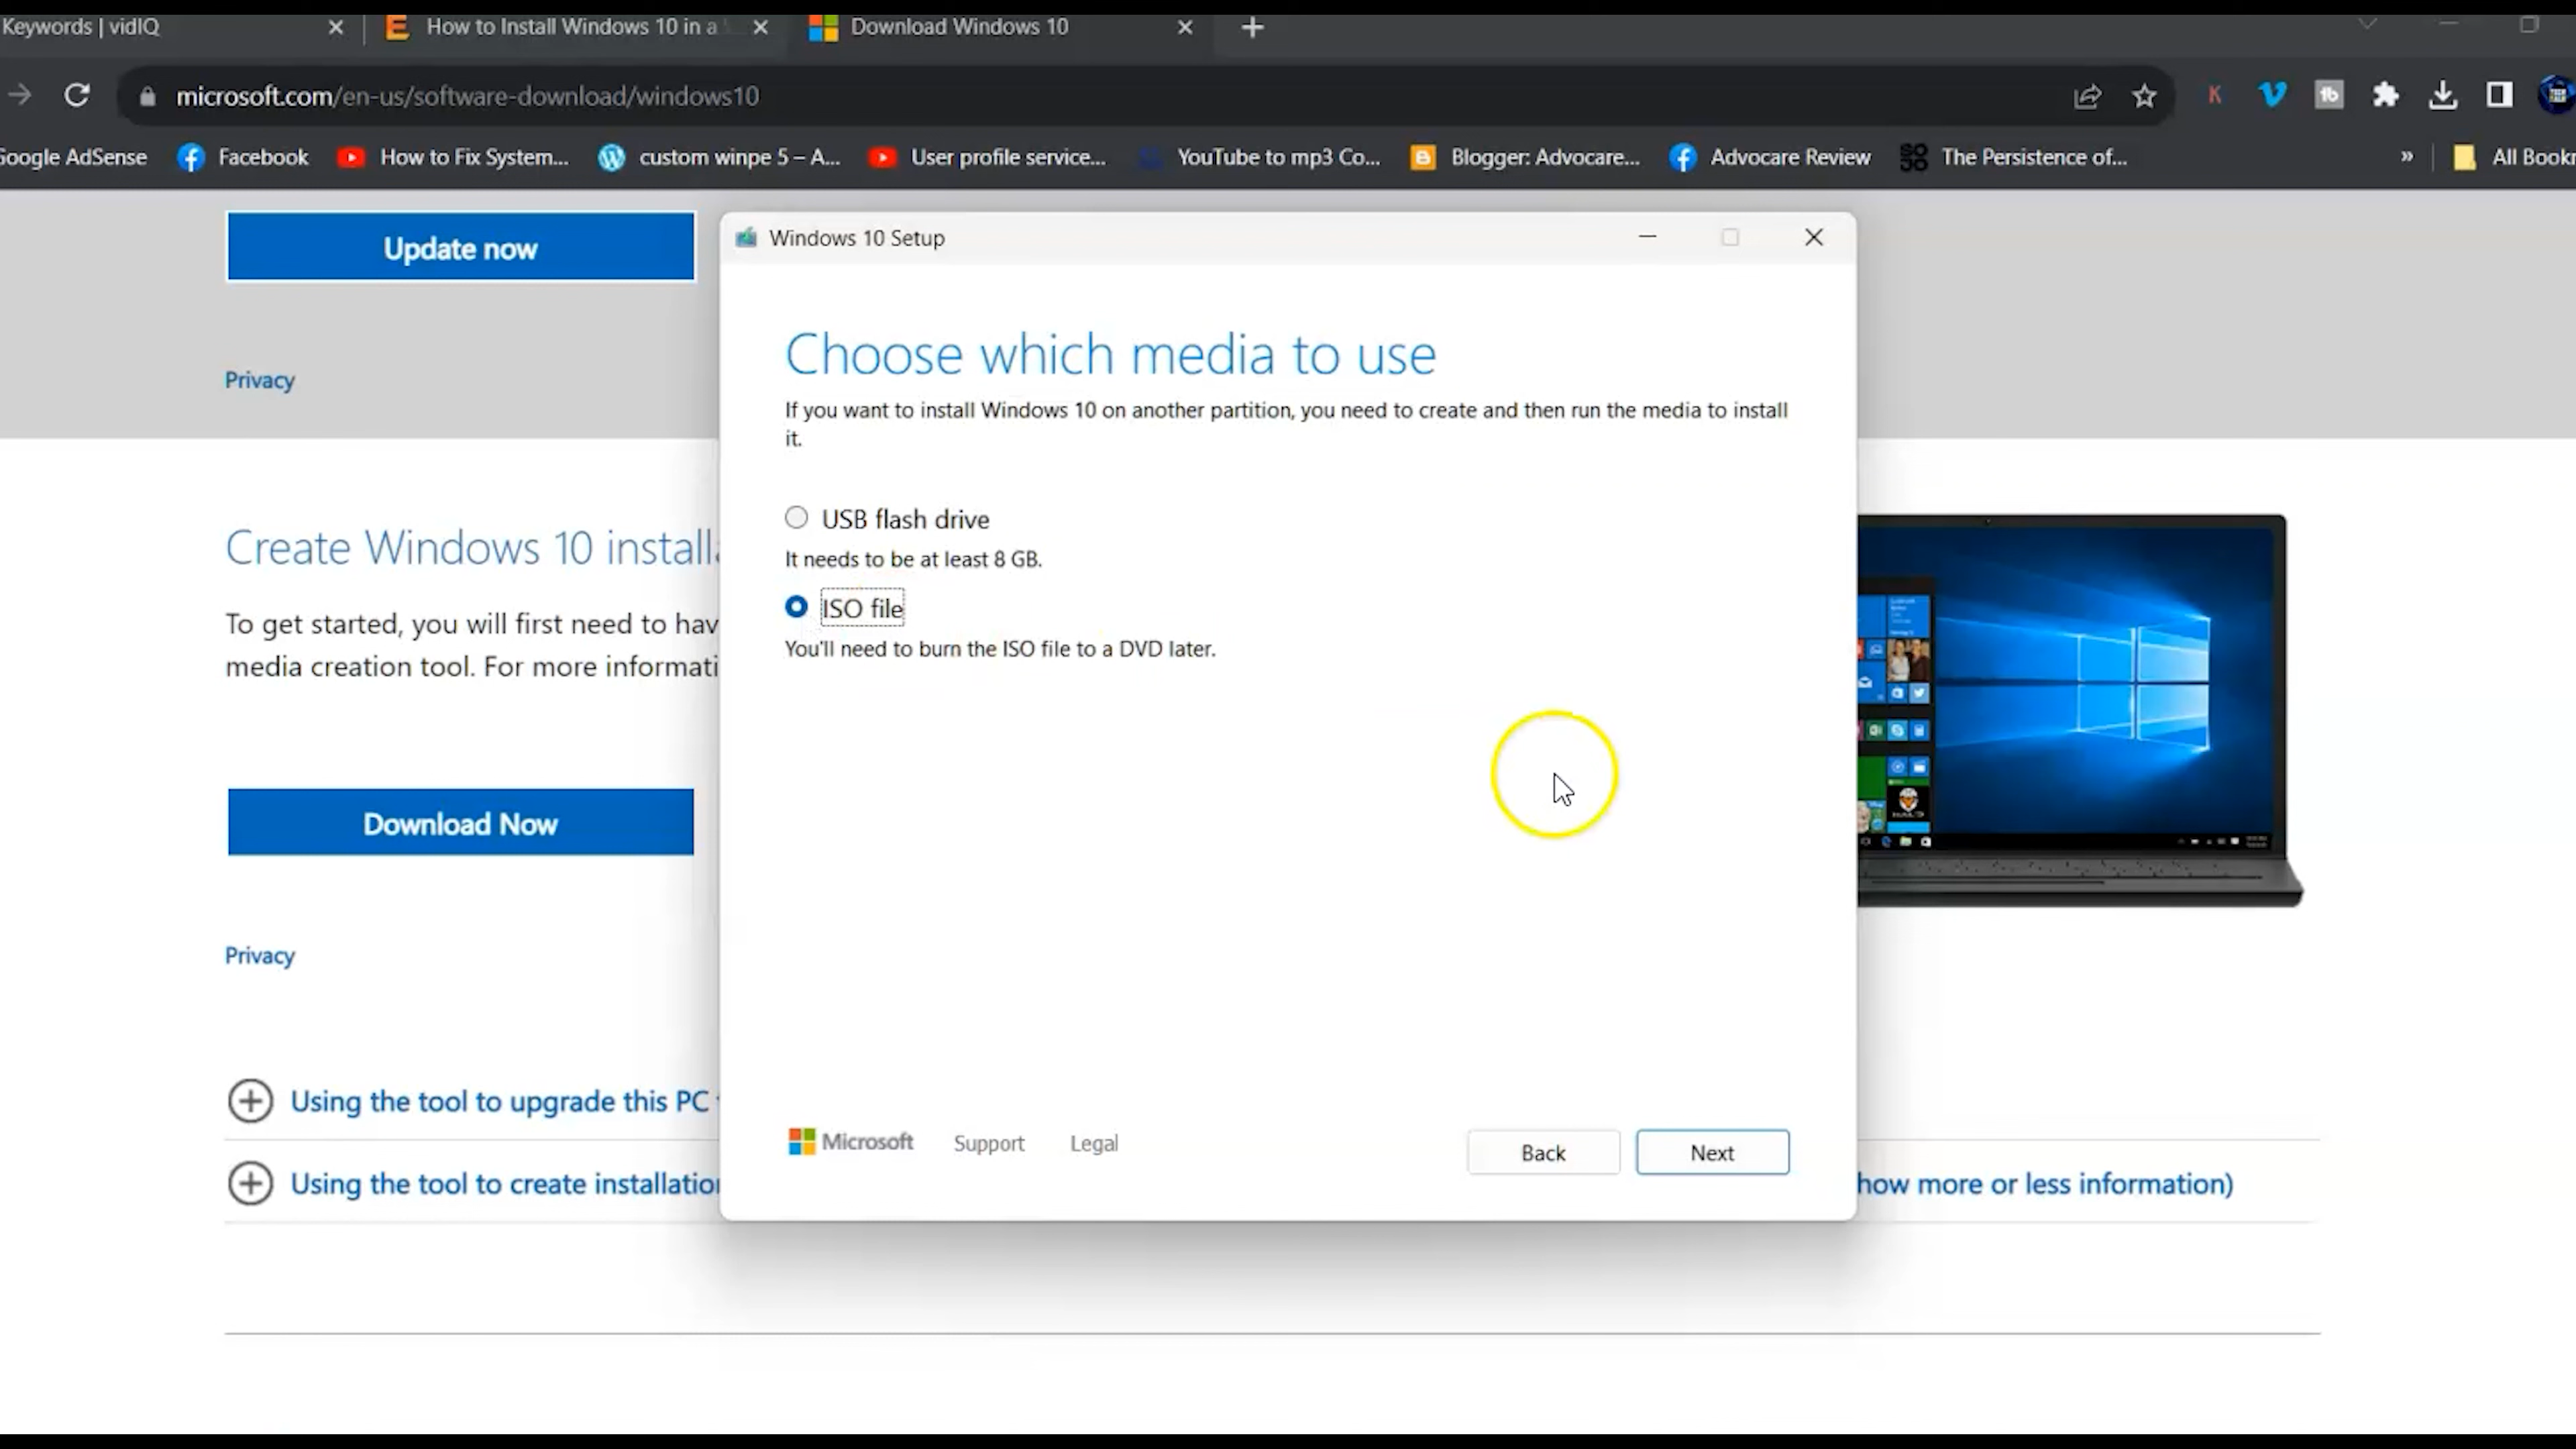 Keywords | vidIQ
How to Install Windows 10 in a
Download Windows 10
microsoft.com/en-us/software-download/windows10
Google AdSense
Facebook
How to Fix System...
custom winpe 5 – A...
User profile service...
YouTube to mp3 Co...
Blogger: Advocare...
Advocare Review
The Persistence of...
»
All Bookm
Update now
Privacy
Create Windows 10 install
To get started, you will first need to hav
media creation tool. For more informati
Download Now
Privacy
Using the tool to upgrade this PC
Using the tool to create installation
how more or less information)
Windows 10 Setup
Choose which media to use
If you want to install Windows 10 on another partition, you need to create and then run the media to install
it.
USB flash drive
It needs to be at least 8 GB.
ISO file
You'll need to burn the ISO file to a DVD later.
Microsoft
Support
Legal
Back
Next